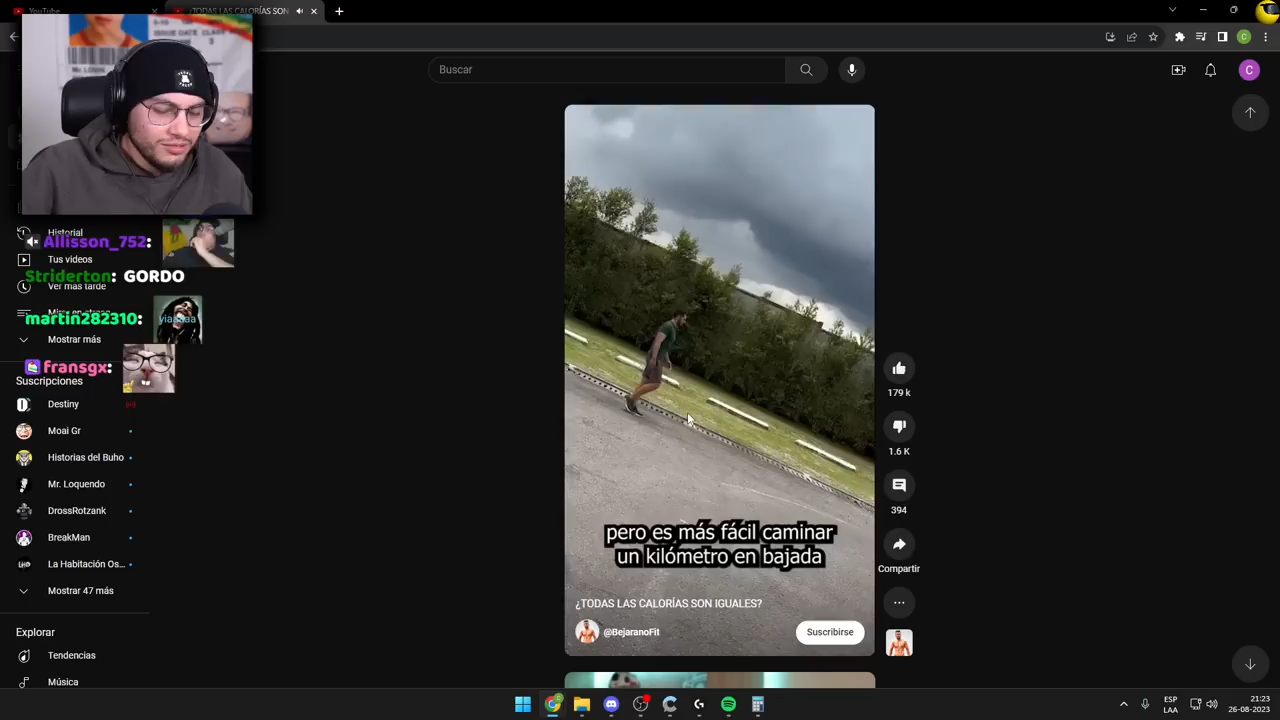 YouTube
¿TODAS LAS CALORÍAS SON
ISSUE DATE
Buscar
C
Historial
Allisson_752:
Tus videos
Striderton: GORDO
Ver más tarde
martin282310:
viaaaaa
Mostrar más
fransgx:
Suscripciones
Destiny
Moai Gr
Historias del Buho
Mr. Loquendo
DrossRotzank
BreakMan
La Habitación Os...
Mostrar 47 más
Explorar
Tendencias
Música
pero es más fácil caminar
un kilómetro en bajada
¿TODAS LAS CALORÍAS SON IGUALES?
@BejaranoFit
Suscribirse
179 k
1.6 K
394
Compartir
ESP
LAA
21:23
26-08-2023